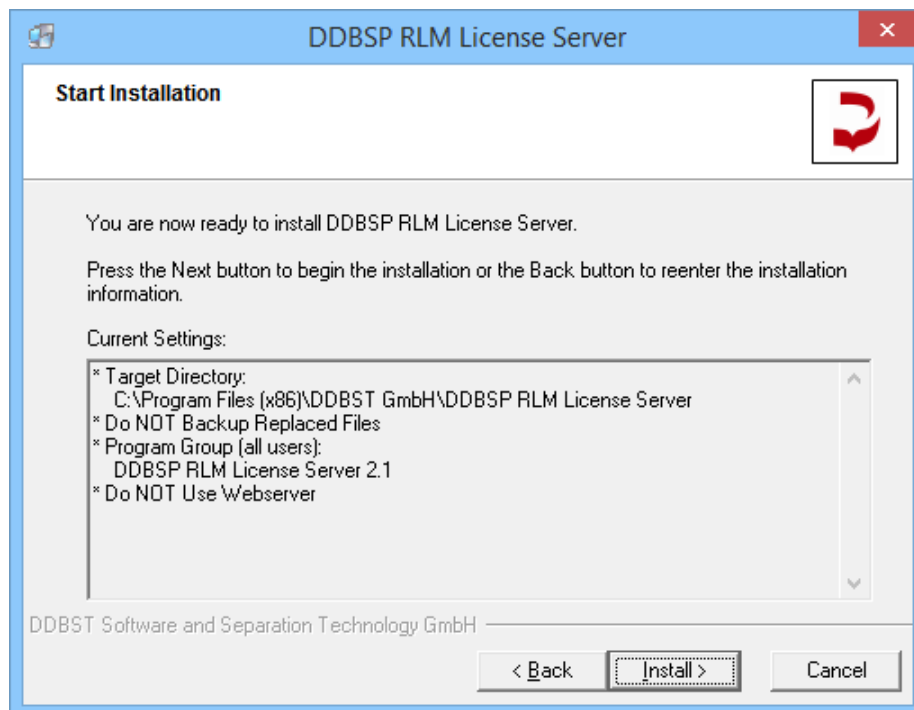 DDBSP RLM License Server
Start Installation
You are now ready to install DDBSP RLM License Server.
Press the Next button to begin the installation or the Back button to reenter the installation
information.
Current Settings:
* Target Directory:
C:\Program Files (x86)\DDBST GmbH\DDBSP RLM License Server
* Do NOT Backup Replaced Files
* Program Group (all users):
DDBSP RLM License Server 2.1
* Do NOT Use Webserver
DDBST Software and Separation Technology GmbH
< Back
Install >
Cancel